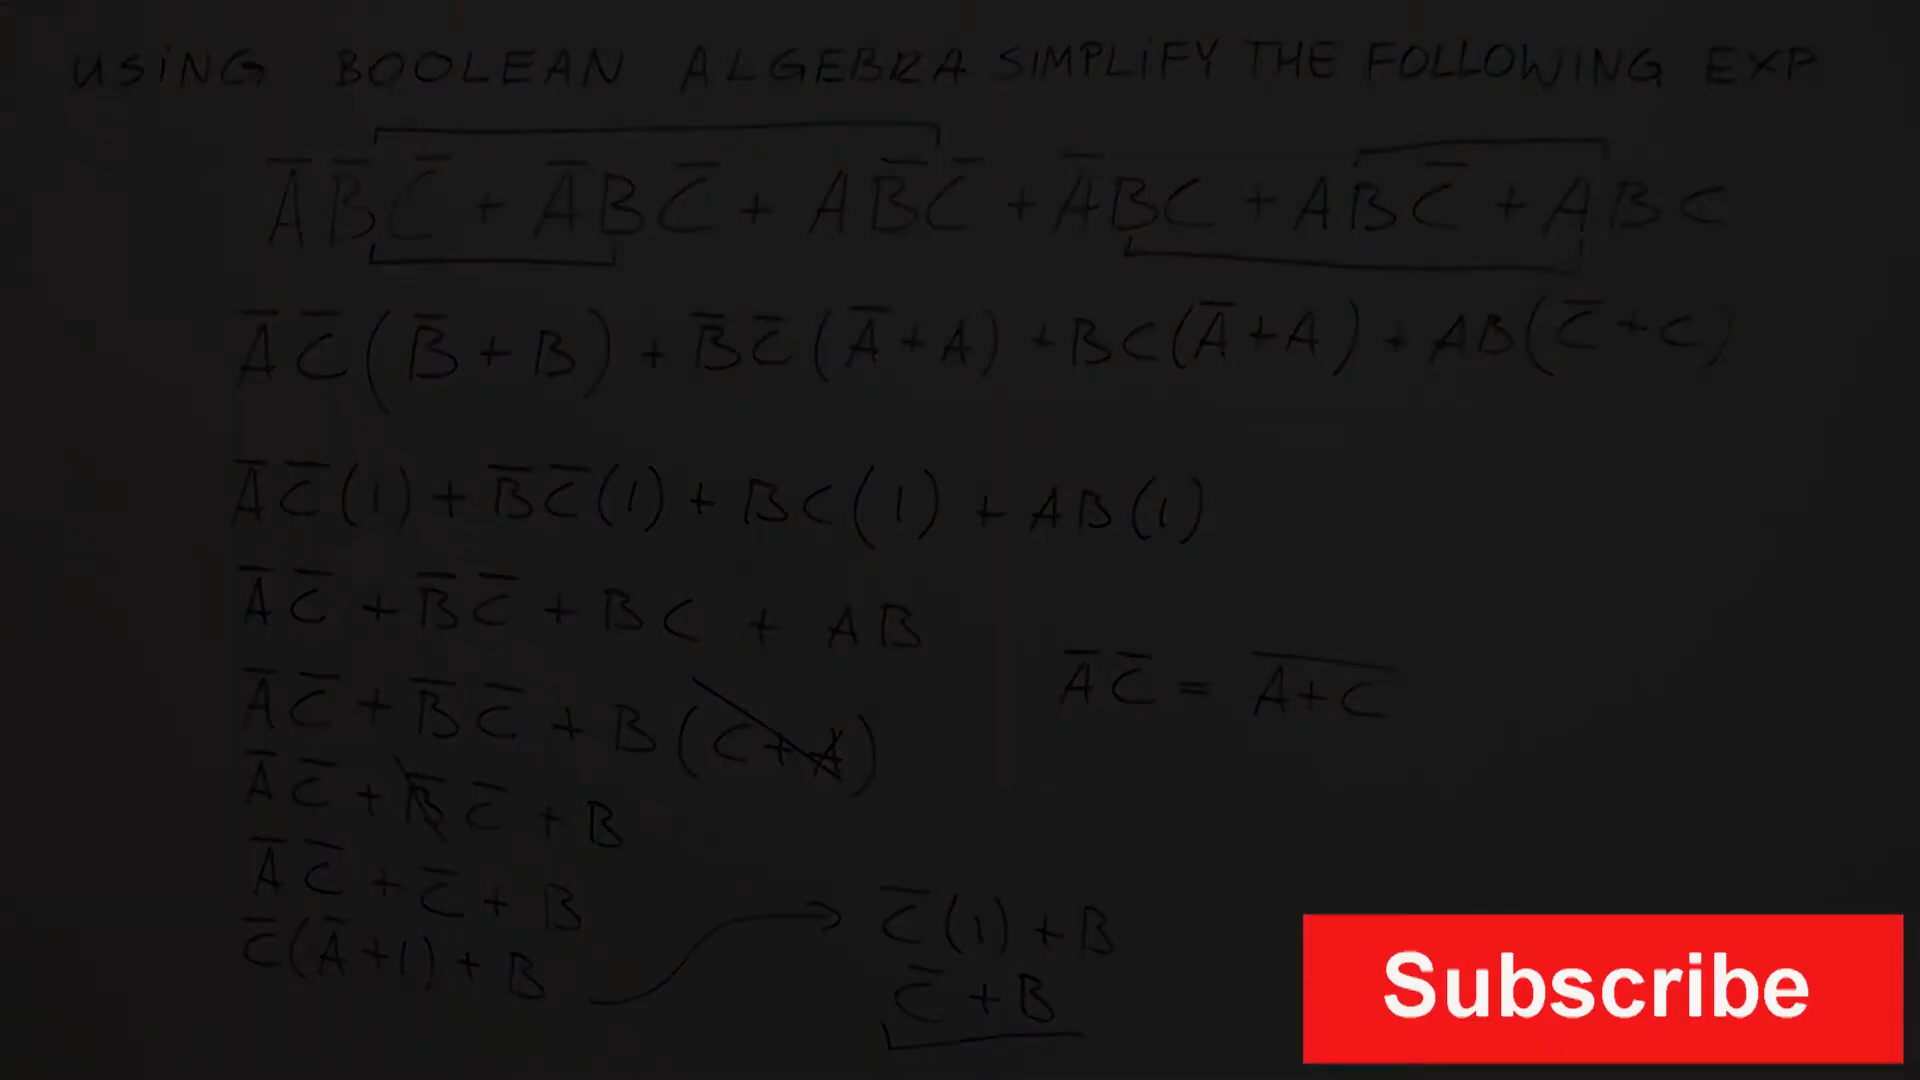 USING BOOLEAN ALGEBRA SIMPLIFY THE FOLLOWING EXP
A̅B̅C̅ + A̅BC̅ + AB̅C̅ + A̅BC + ABC̅ + ABC
A̅C̅(B̅+B) + B̅C̅(A̅+A) + BC(A̅+A) + AB(C̅+C)
A̅C̅(1) + B̅C̅(1) + BC(1) + AB(1)
A̅C̅ + B̅C̅ + BC + AB
A̅C̅ = \overline{A+C}
A̅C̅ + B̅C̅ + B(C+A)
A̅C̅ + B̅C̅ + B
A̅C̅ + C̅ + B
C̅(A̅+1) + B
C̅(1) + B
C̅ + B
Subscribe